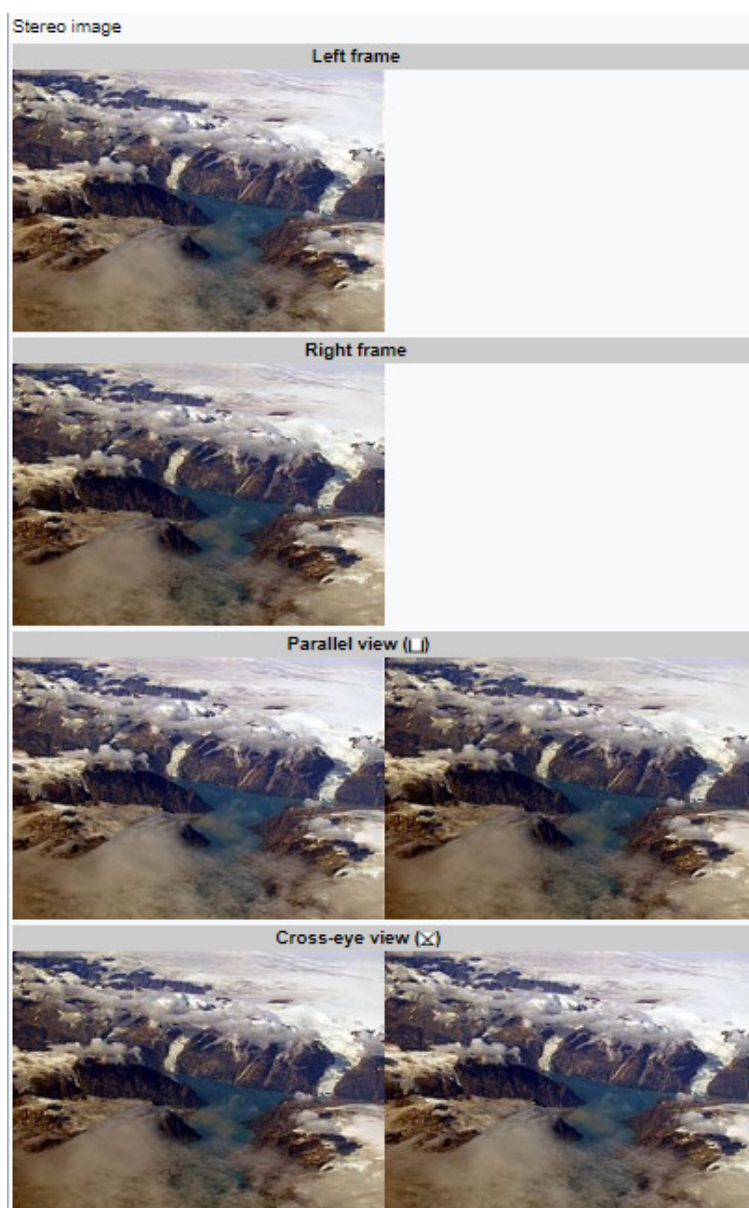 Stereo image
Left frame
Right frame
Parallel view ()
Cross-eye view ()